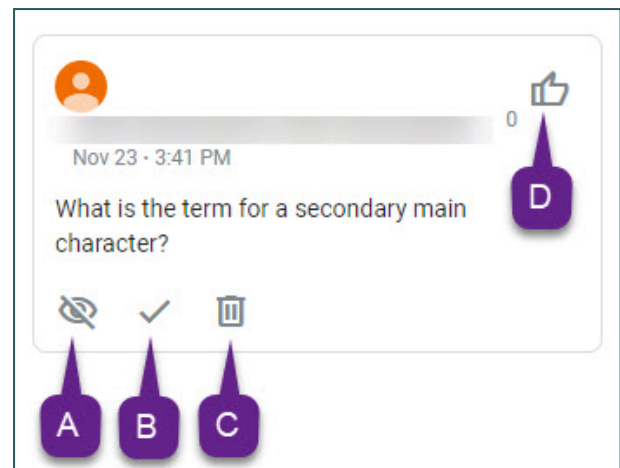 0
D
Nov 23 · 3:41 PM
What is the term for a secondary main
character?
A
B
C